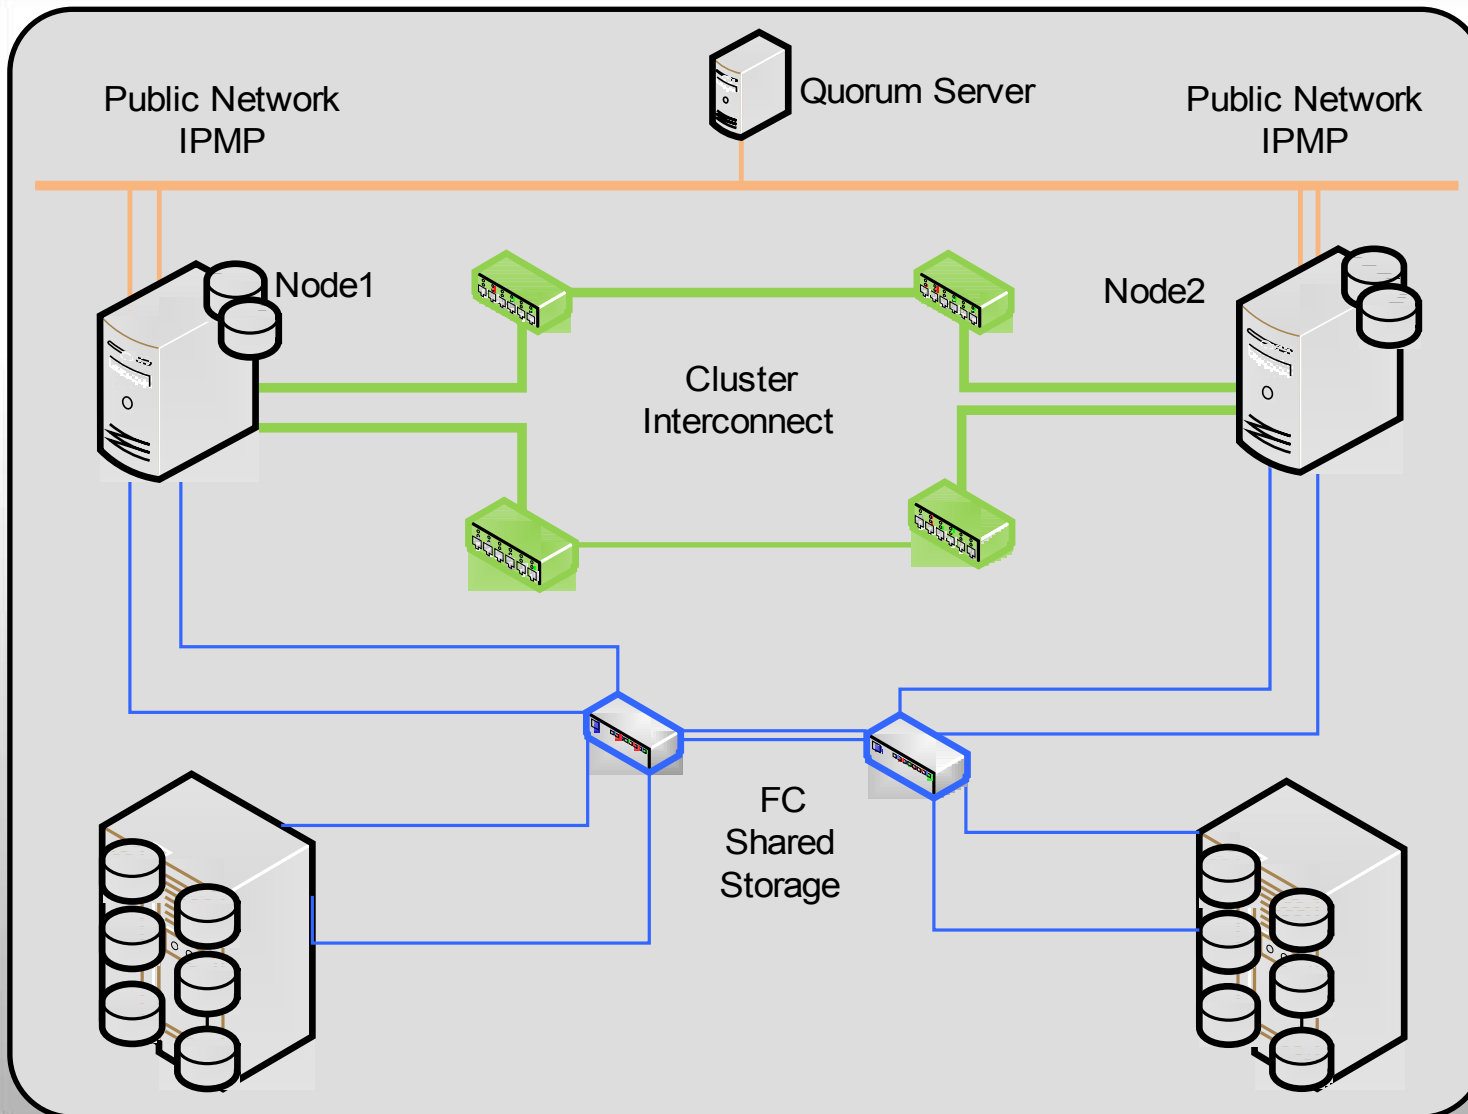 Quorum Server
Public Network
IPMP
Public Network
IPMP
Node1
Node2
Cluster
Interconnect
FC
Shared
Storage